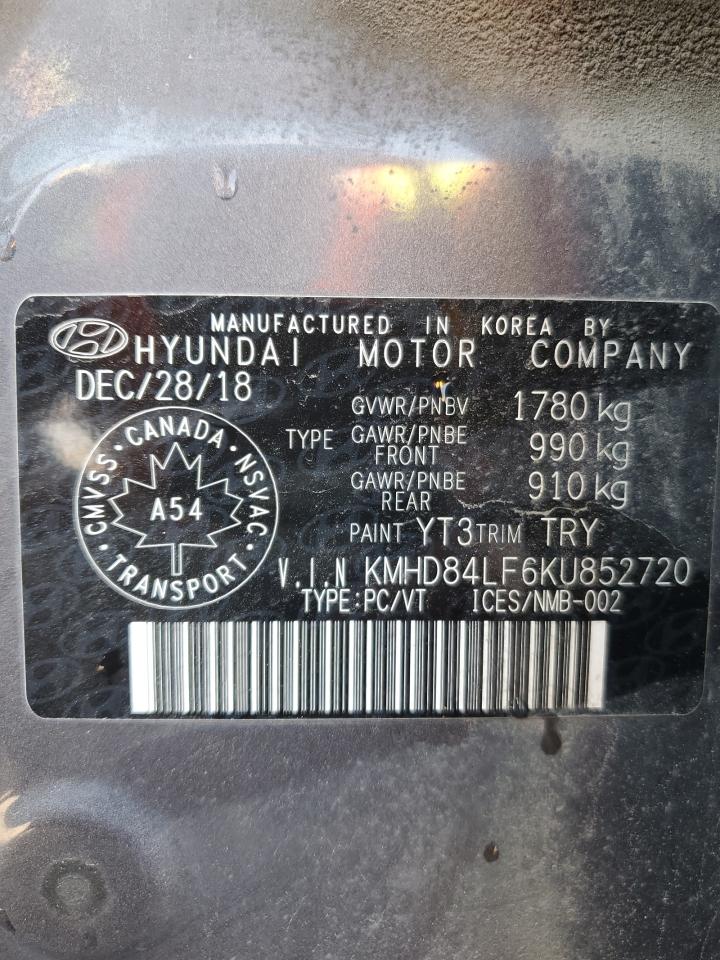 MANUFACTURED IN KOREA BY
HYUNDAI MOTOR COMPANY
DEC/28/18
GVWR/PNBV 1780 kg
TYPE GAWR/PNBE FRONT 990 kg
GAWR/PNBE REAR 910 kg
PAINT YT3 TRIM TRY
CMVSS · CANADA · NSVAC · TRANSPORT ·
A54
V.I.N KMHD84LF6KU852720
TYPE:PC/VT ICES/NMB-002